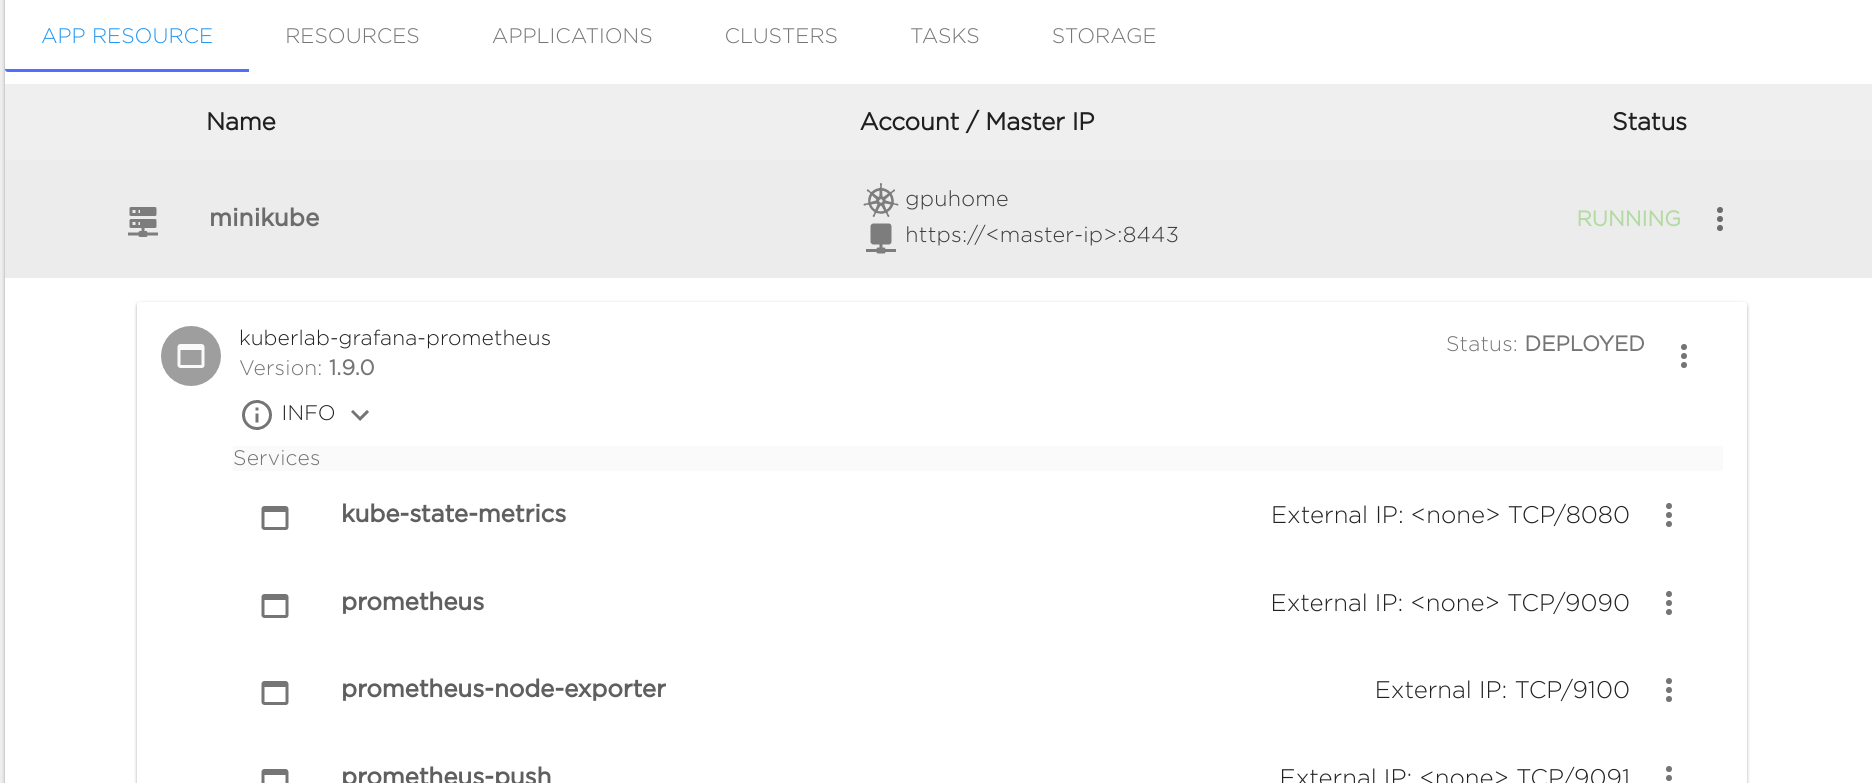 APP RESOURCE RESOURCES APPLICATIONS CLUSTERS TASKS STORAGE
Name Account / Master IP Status
minikube gpuhome RUNNING
https://<master-ip>:8443
kuberlab-grafana-prometheus Status: DEPLOYED
Version: 1.9.0
INFO
Services
kube-state-metrics External IP: <none> TCP/8080
prometheus External IP: <none> TCP/9090
prometheus-node-exporter External IP: TCP/9100
prometheus-push External IP: <none> TCP/9091